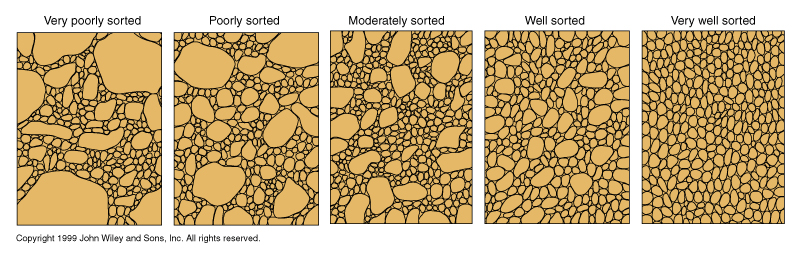 Very poorly sorted
Poorly sorted
Moderately sorted
Well sorted
Very well sorted
Copyright 1999 John Wiley and Sons, Inc. All rights reserved.